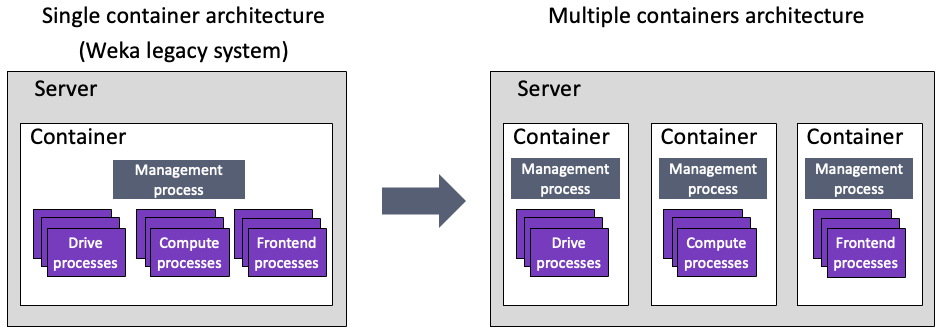 Single container architecture
(Weka legacy system)
Server
Container
Management
process
Drive
processes
Compute
processes
Frontend
processes
Multiple containers architecture
Server
Container
Management
process
Drive
processes
Container
Management
process
Compute
processes
Container
Management
process
Frontend
processes